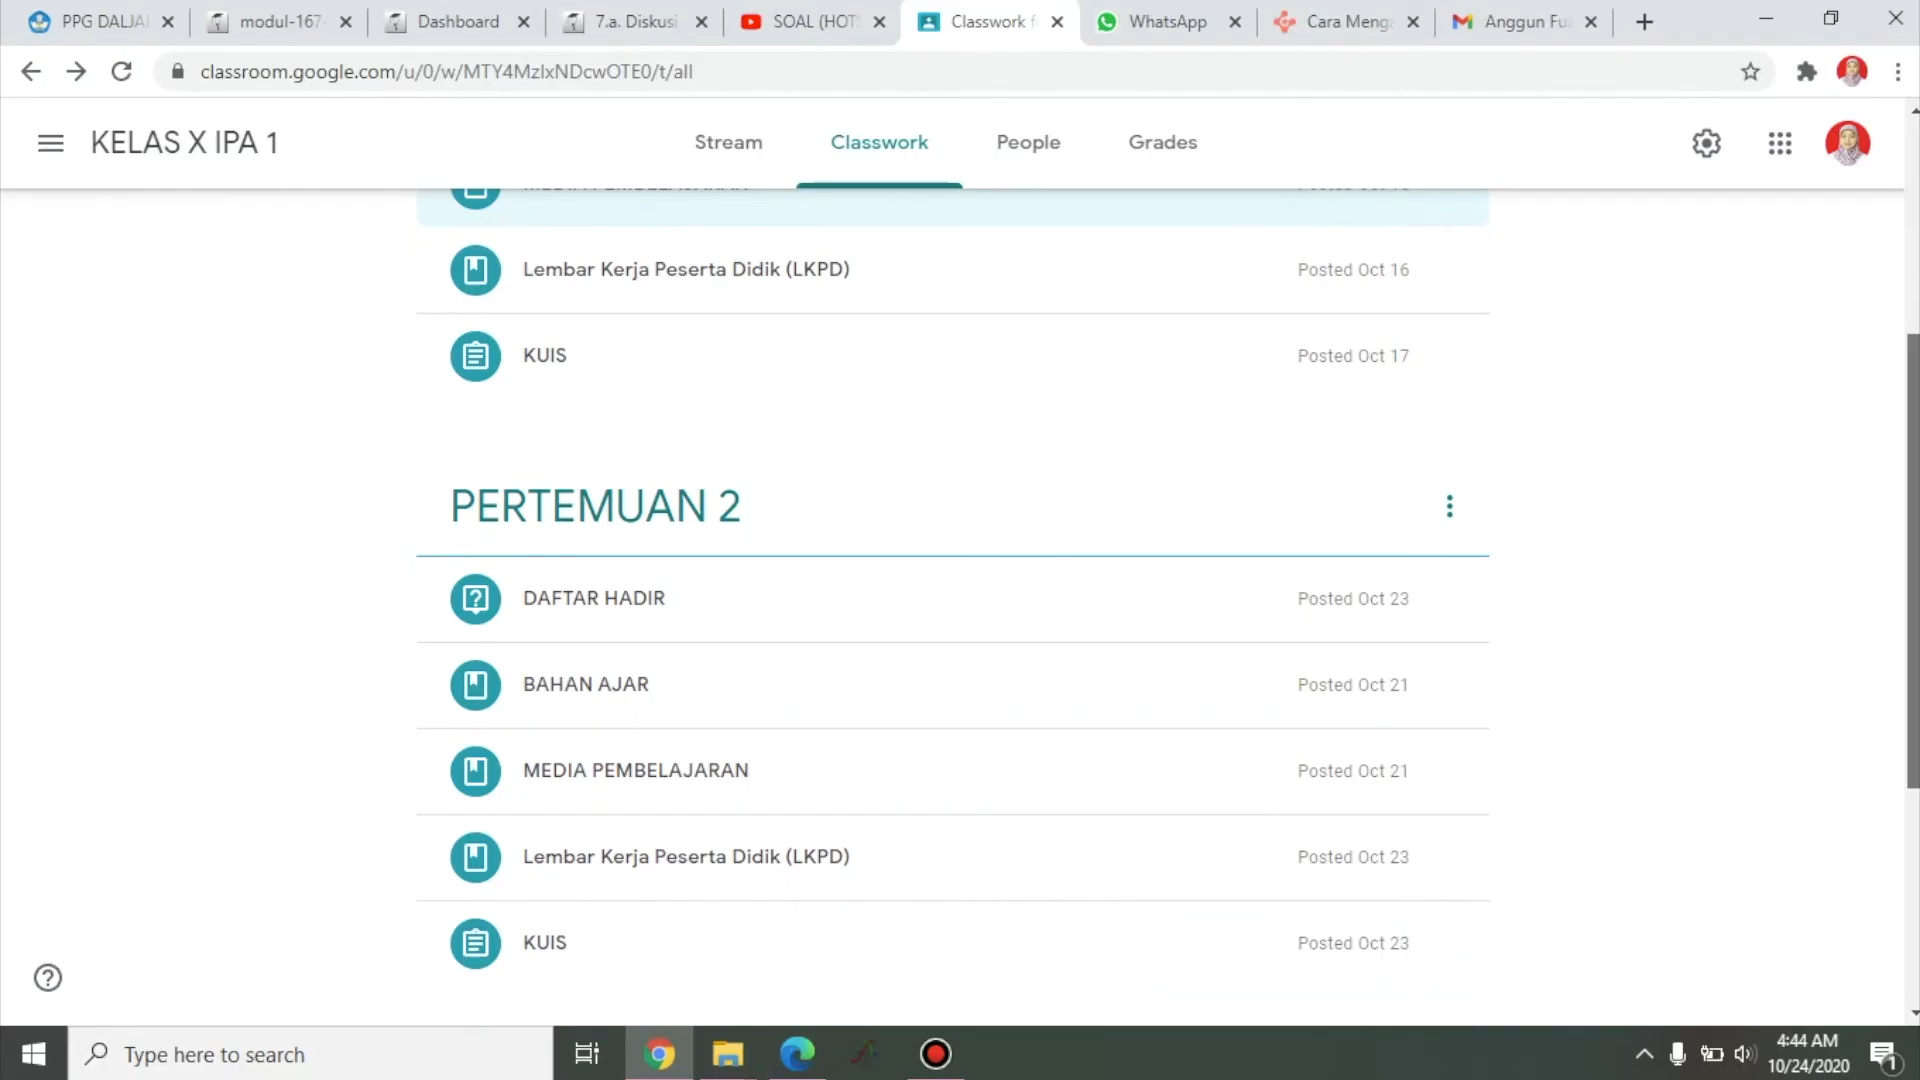 PPG DALJA
modul-167
Dashboard
7.a. Diskusi
SOAL (HOT
Classwork f
WhatsApp
Cara Meng
Anggun Fu
classroom.google.com/u/0/w/MTY4MzIxNDcwOTE0/t/all
KELAS X IPA 1
Stream
Classwork
People
Grades
Lembar Kerja Peserta Didik (LKPD)
Posted Oct 16
KUIS
Posted Oct 17
PERTEMUAN 2
DAFTAR HADIR
Posted Oct 23
BAHAN AJAR
Posted Oct 21
MEDIA PEMBELAJARAN
Posted Oct 21
Lembar Kerja Peserta Didik (LKPD)
Posted Oct 23
KUIS
Posted Oct 23
Type here to search
4:44 AM
10/24/2020
1